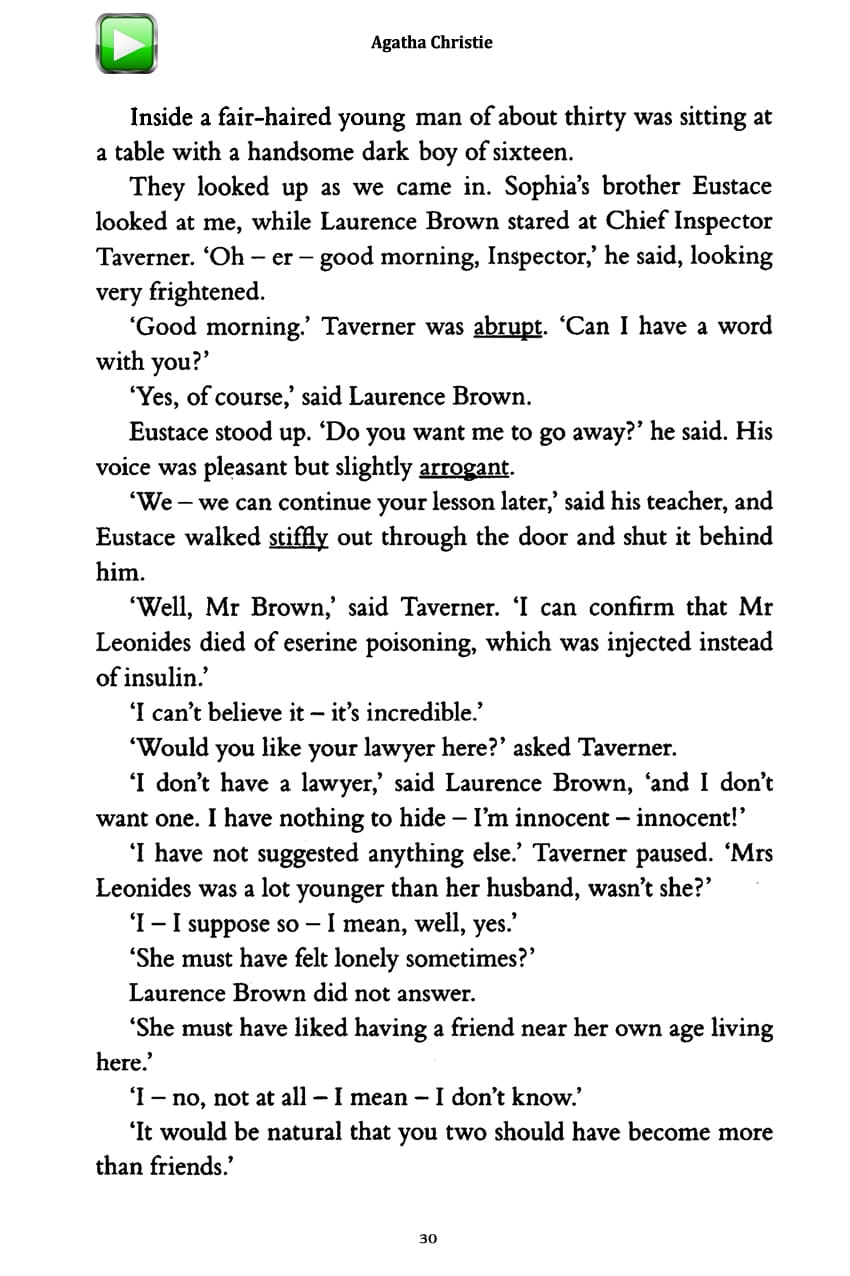 Agatha Christie
Inside a fair-haired young man of about thirty was sitting at
a table with a handsome dark boy of sixteen.
They looked up as we came in. Sophia’s brother Eustace
looked at me, while Laurence Brown stared at Chief Inspector
Taverner. ‘Oh – er – good morning, Inspector,’ he said, looking
very frightened.
‘Good morning.’ Taverner was abrupt. ‘Can I have a word
with you?’
‘Yes, of course,’ said Laurence Brown.
Eustace stood up. ‘Do you want me to go away?’ he said. His
voice was pleasant but slightly arrogant.
‘We – we can continue your lesson later,’ said his teacher, and
Eustace walked stiffly out through the door and shut it behind
him.
‘Well, Mr Brown,’ said Taverner. ‘I can confirm that Mr
Leonides died of eserine poisoning, which was injected instead
of insulin.’
‘I can’t believe it – it’s incredible.’
‘Would you like your lawyer here?’ asked Taverner.
‘I don’t have a lawyer,’ said Laurence Brown, ‘and I don’t
want one. I have nothing to hide – I’m innocent – innocent!’
‘I have not suggested anything else.’ Taverner paused. ‘Mrs
Leonides was a lot younger than her husband, wasn’t she?’
‘I – I suppose so – I mean, well, yes.’
‘She must have felt lonely sometimes?’
Laurence Brown did not answer.
‘She must have liked having a friend near her own age living
here.’
‘I – no, not at all – I mean – I don’t know.’
‘It would be natural that you two should have become more
than friends.’
30